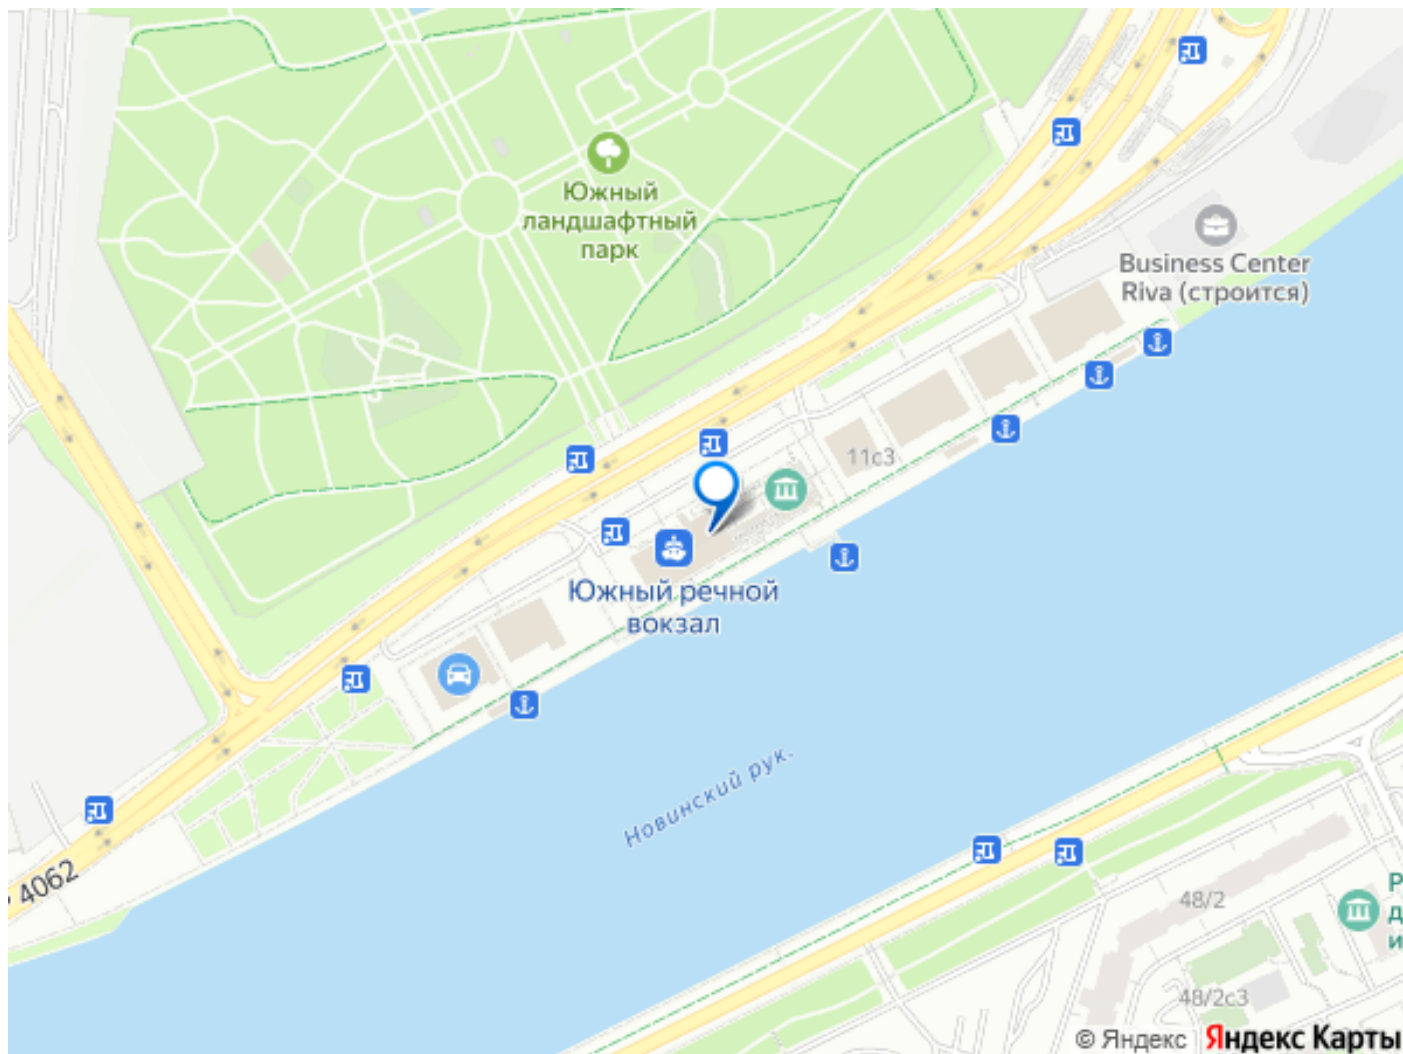 Южный
ландшафтный
парк
Business Center
Riva (строится)
11с3
Южный речной
вокзал
Новинский рук.
4062
48/2
Р
д
и
48/2с3
© Яндекс
Яндекс Карты